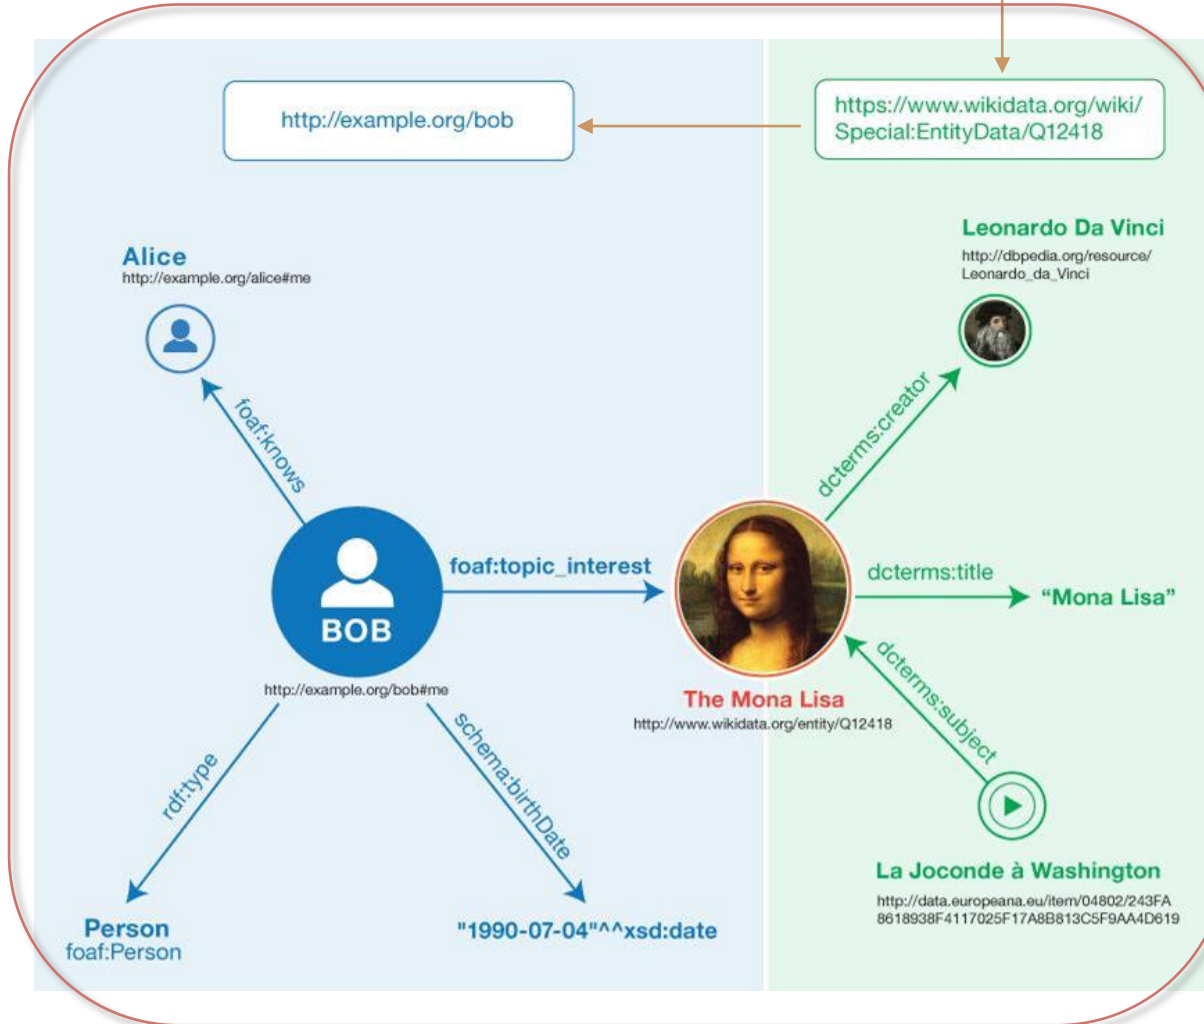 http://example.org/bob
https://www.wikidata.org/wiki/
Special:EntityData/Q12418
Alice
http://example.org/alice#me
Leonardo Da Vinci
http://dbpedia.org/resource/
Leonardo_da_Vinci
foaf:knows
dcterms:creator
foaf:topic_interest
dcterms:title
"Mona Lisa"
BOB
http://example.org/bob#me
The Mona Lisa
http://www.wikidata.org/entity/Q12418
dcterms:subject
rdf:type
schema:birthDate
La Joconde à Washington
http://data.europeana.eu/item/04802/243FA
8618938F4117025F17A8B813C5F9AA4D619
Person
foaf:Person
"1990-07-04"^^xsd:date